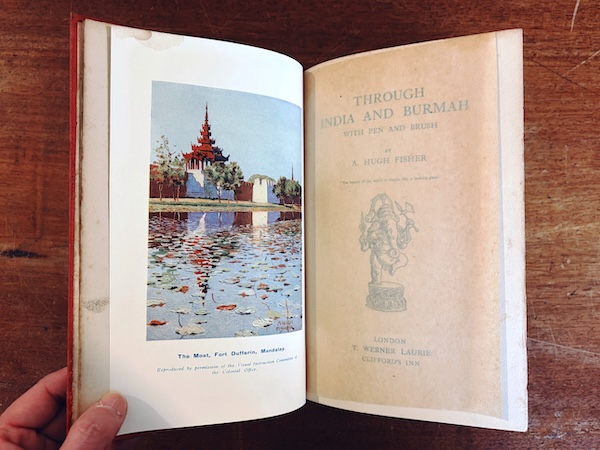 The Moat, Fort Dufferin, Mandalay.
Reproduced by permission of the Visual Instruction Committee of
the Colonial Office.
THROUGH
INDIA AND BURMAH
WITH PEN AND BRUSH
BY
A. HUGH FISHER
LONDON
T. WERNER LAURIE
CLIFFORD'S INN